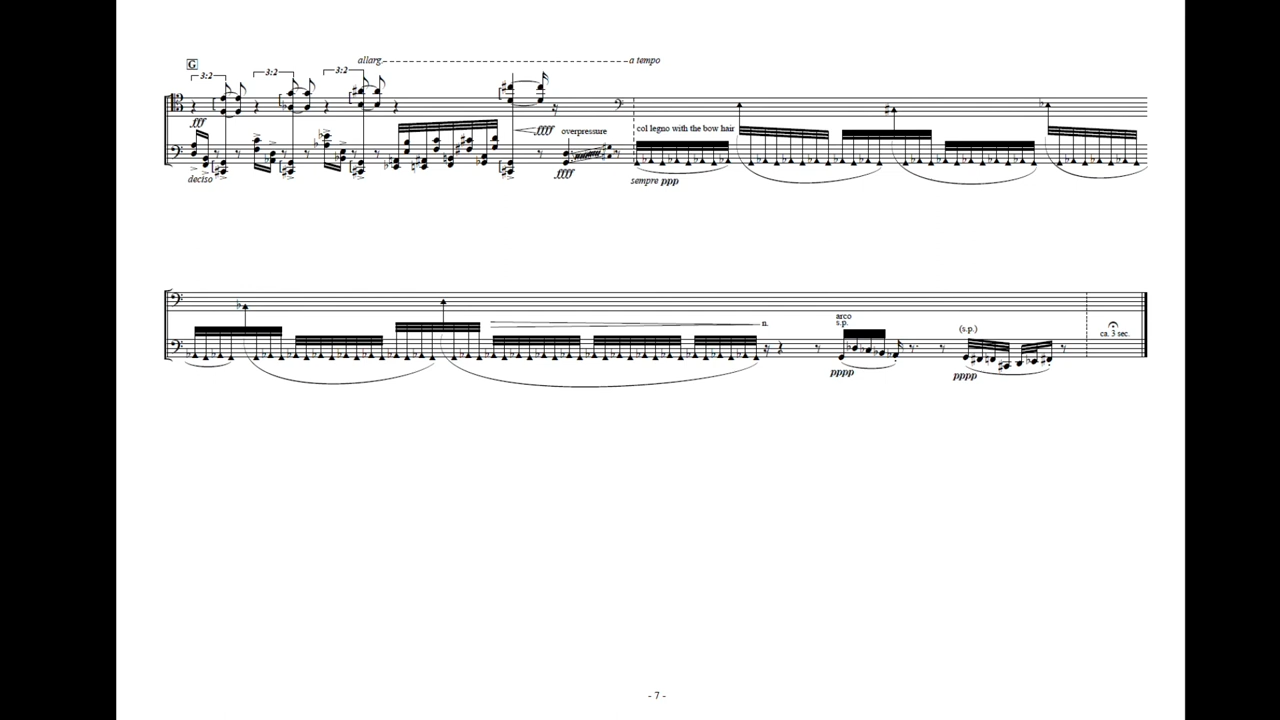 G
3:2 3:2 3:2 allarg. a tempo
fff ffff overpressure col legno with the bow hair
deciso ffff sempre ppp
arco
s.p.
n. (s.p.) ca. 3 sec.
pppp pppp
- 7 -